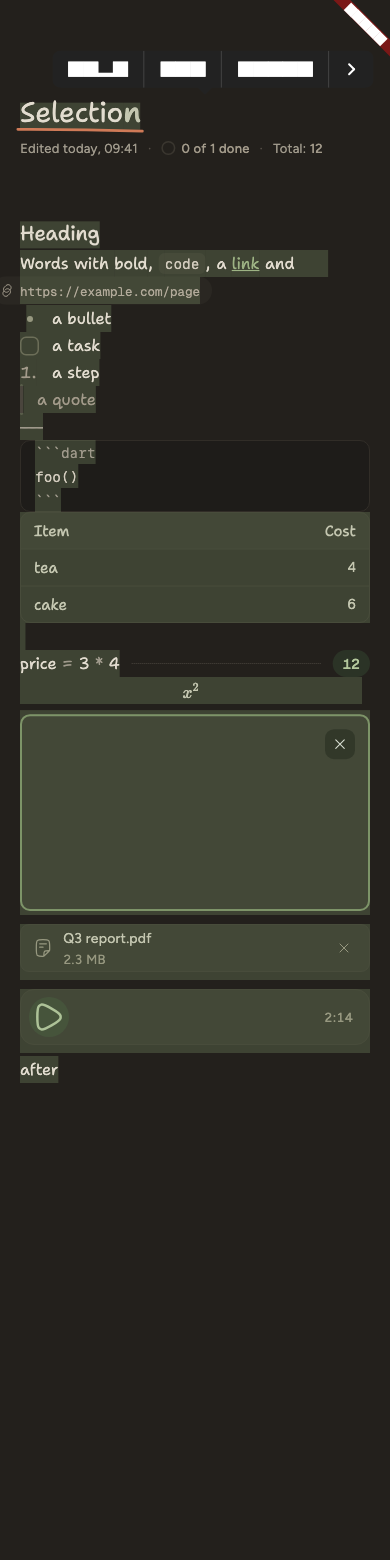 Selection
Edited today, 09:41 · 0 of 1 done · Total: 12
Heading
Words with bold, code, a link and
https://example.com/page
• a bullet
a task
1. a step
a quote
```dart
foo()
```
Item Cost
tea 4
cake 6
price = 3 * 4 12
x²
Q3 report.pdf
2.3 MB
2:14
after